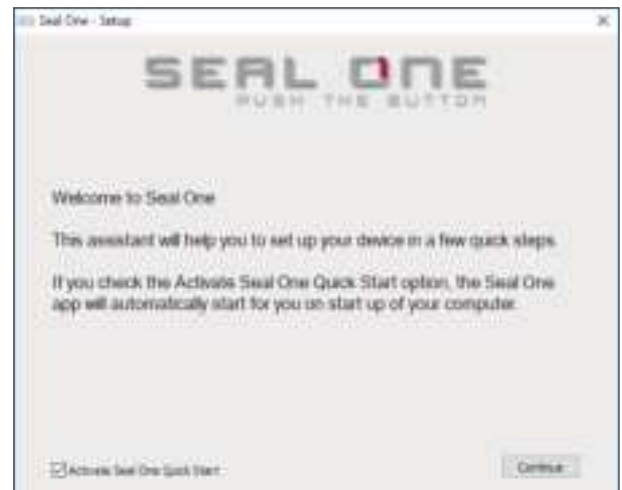 Seal One - Setup
SEAL ONE
PUSH THE BUTTON
Welcome to Seal One
This assistant will help you to set up your device in a few quick steps.
If you check the Activate Seal One Quick Start option, the Seal One
app will automatically start for you on start up of your computer.
Activate Seal One Quick Start
Continue